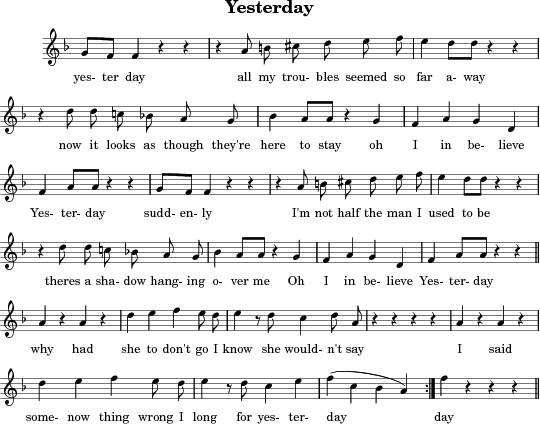 Yesterday
yes- ter day all my trou- bles seemed so far a- way
now it looks as though they're here to stay oh I in be- lieve
Yes- ter- day sudd- en- ly I'm not half the man I used to be
theres a sha- dow hang- ing o- ver me Oh I in be- lieve Yes- ter- day
why had she to don't go I know she would- n't say I said
some- now thing wrong I long for yes- ter- day day